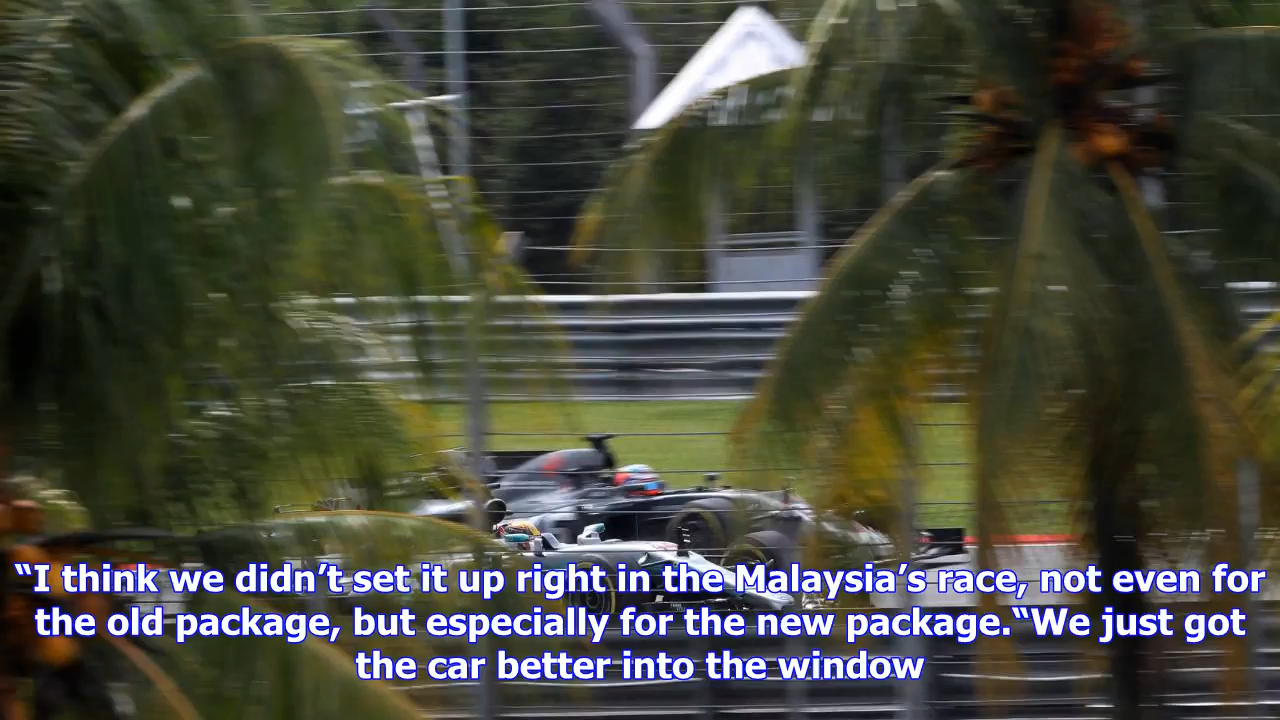 “I think we didn’t set it up right in the Malaysia’s race, not even for
the old package, but especially for the new package.“We just got
the car better into the window